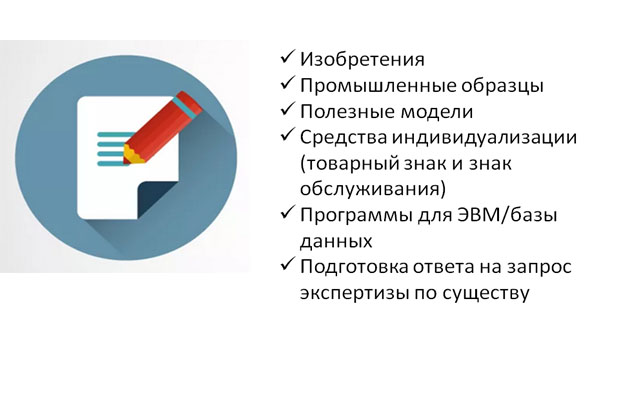 ✓ Изобретения
✓ Промышленные образцы
✓ Полезные модели
✓ Средства индивидуализации
(товарный знак и знак
обслуживания)
✓ Программы для ЭВМ/базы
данных
✓ Подготовка ответа на запрос
экспертизы по существу